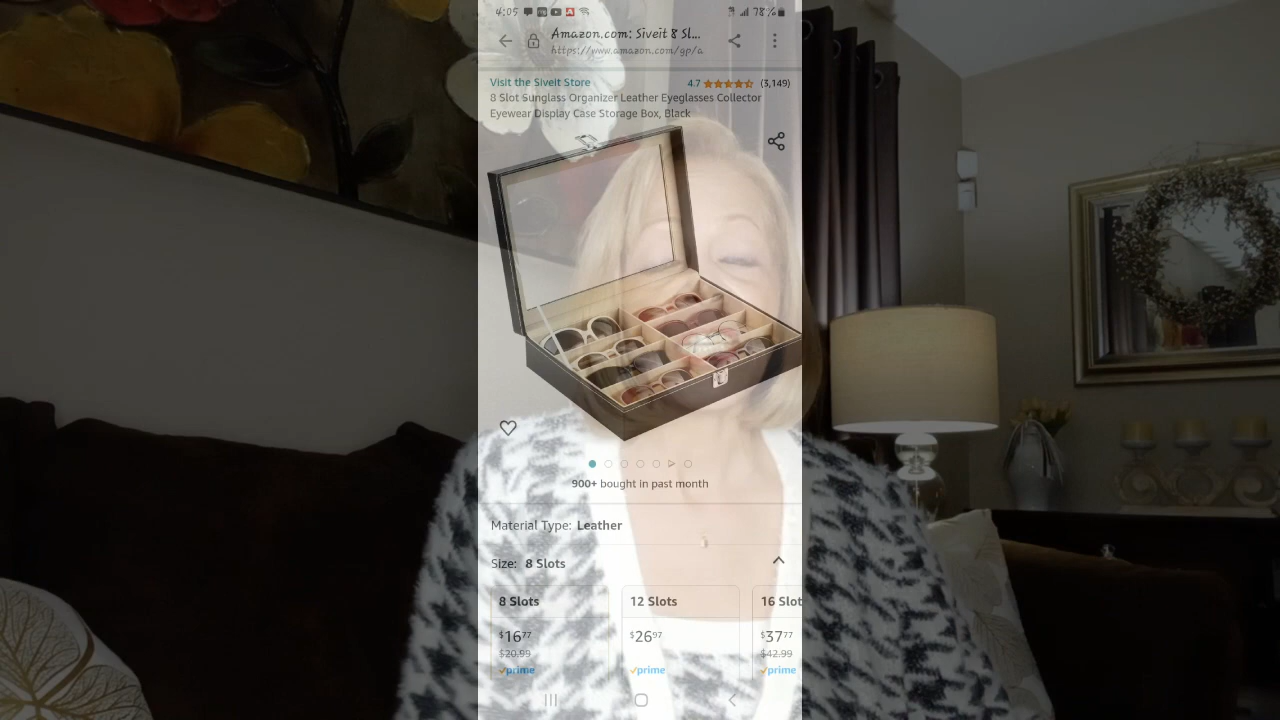 4:05 78%
Amazon.com: Siveit 8 Sl...
https://www.amazon.com/gp/a
Visit the Siveit Store 4.7 (3,149)
8 Slot Sunglass Organizer Leather Eyeglasses Collector
Eyewear Display Case Storage Box, Black
900+ bought in past month
Material Type: Leather
Size: 8 Slots
8 Slots 12 Slots 16 Slot
$16.77 $26.97 $37.77
$20.99 $42.99
prime prime prime